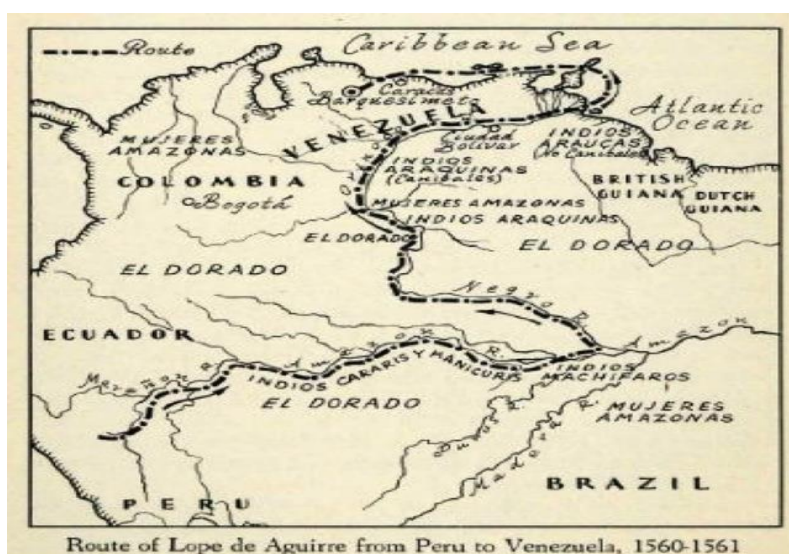 Route
Caribbean Sea
Caracas
Barquesimeto
Atlantic
Ocean
VENEZUELA
MUJERES
AMAZONAS
Ciudad
Bolivar
INDIOS
ARAUCAS
(No Canibales)
INDIOS
ARAQUINAS
(Canibales)
COLOMBIA
Bogotá
BRITISH
GUIANA
DUTCH
GUIANA
MUJERES AMAZONAS
INDIOS ARAQUINAS
EL DORADO
EL DORADO
EL DORADO
Negro R.
ECUADOR
Amazon R.
Amazon
Marañon R.
INDIOS CARARIS Y MANICURIS
INDIOS
MACHIFAROS
EL DORADO
MUJERES
AMAZONAS
Purus R.
Madera R.
BRAZIL
PERU
Route of Lope de Aguirre from Peru to Venezuela, 1560-1561